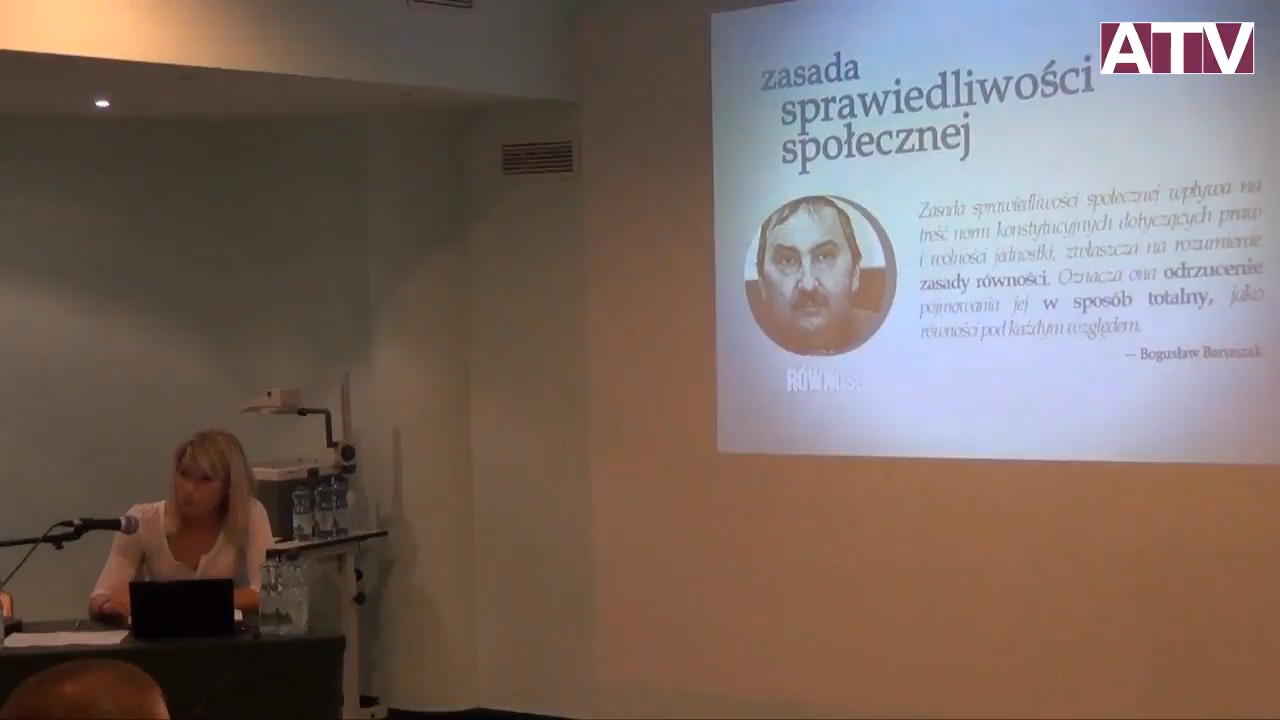 ATV
zasada
sprawiedliwości
społecznej
Zasada sprawiedliwości społecznej wpływa na
treść norm konstytucyjnych dotyczących praw
i wolności jednostki, zwłaszcza na rozumienie
zasady równości. Oznacza ona odrzucenie
pojmowania jej w sposób totalny, jako
równości pod każdym względem.
— Bogusław Banaszak
RÓWNOŚĆ